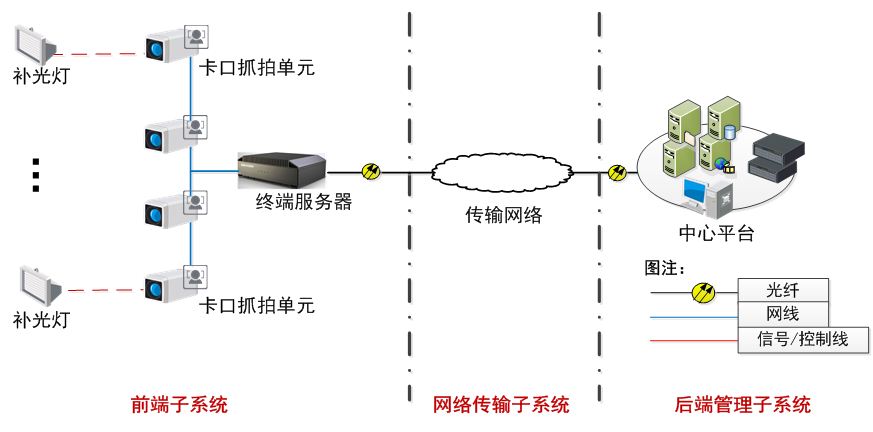 补光灯
卡口抓拍单元
终端服务器
传输网络
中心平台
补光灯
卡口抓拍单元
图注：
光纤
网线
信号/控制线
前端子系统
网络传输子系统
后端管理子系统